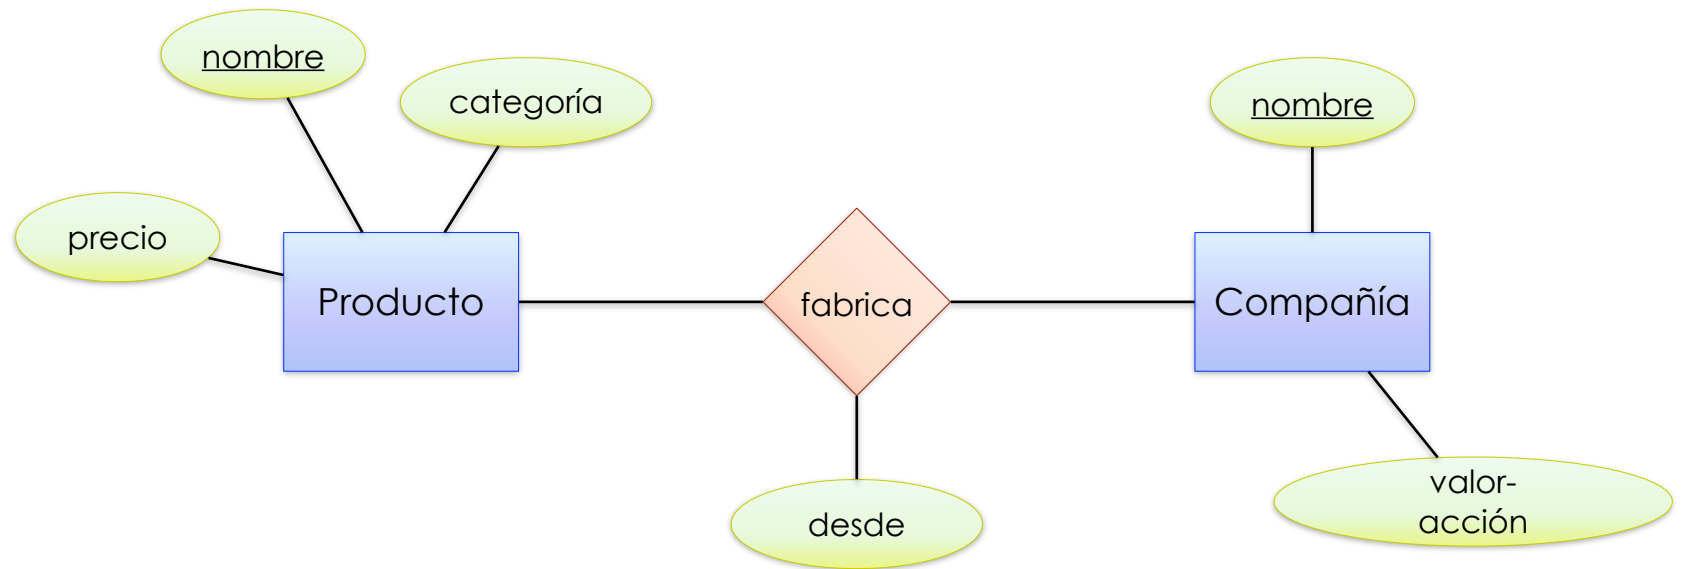 nombre
categoría
nombre
precio
Producto
fabrica
Compañía
desde
valor-
acción